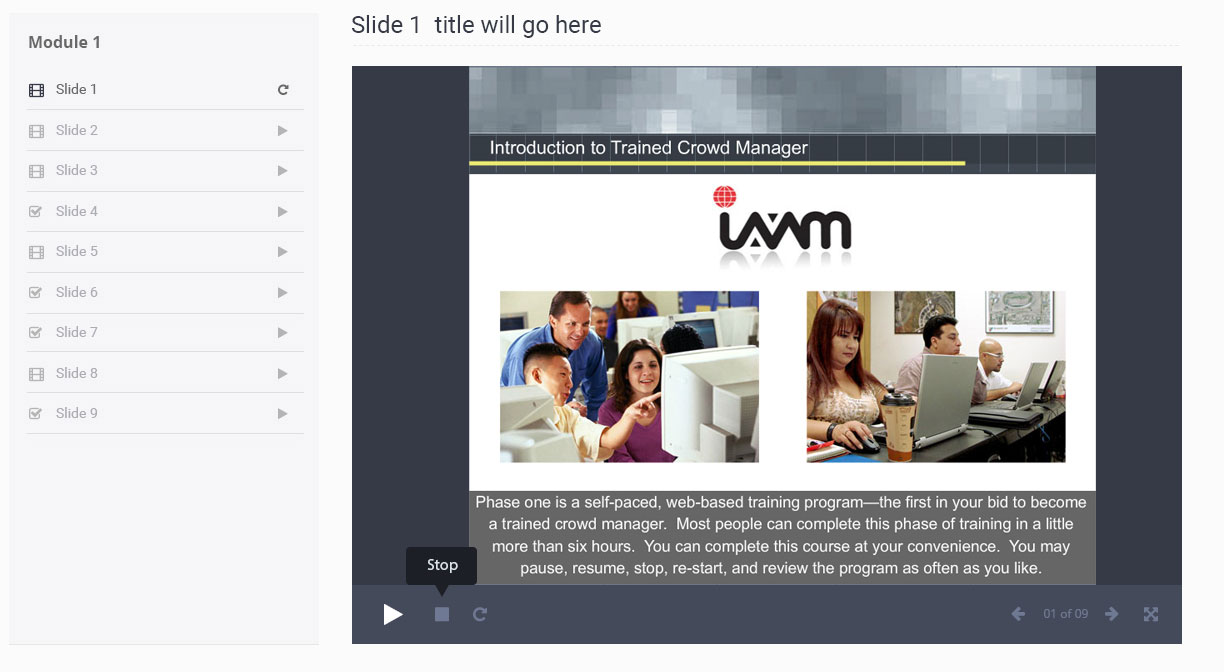 Module 1
Slide 1
Slide 2
Slide 3
Slide 4
Slide 5
Slide 6
Slide 7
Slide 8
Slide 9
Slide 1 title will go here
Introduction to Trained Crowd Manager
IAAM
Phase one is a self-paced, web-based training program—the first in your bid to become
a trained crowd manager. Most people can complete this phase of training in a little
more than six hours. You can complete this course at your convenience. You may
pause, resume, stop, re-start, and review the program as often as you like.
Stop
01 of 09